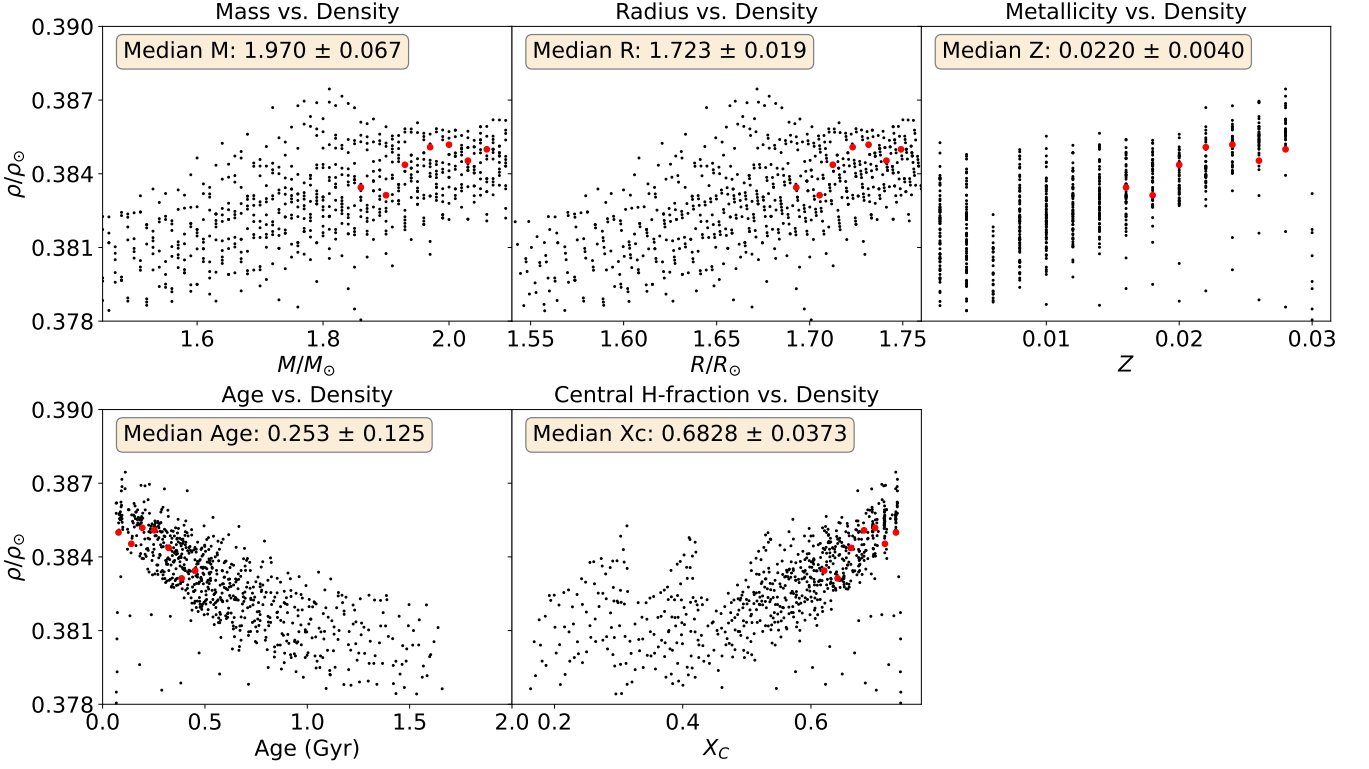 Mass vs. Density
Radius vs. Density
Metallicity vs. Density
Median M: 1.970 ± 0.067
Median R: 1.723 ± 0.019
Median Z: 0.0220 ± 0.0040
0.390
0.387
0.384
0.381
0.378
ρ/ρ⊙
1.6 1.8 2.0
1.55 1.60 1.65 1.70 1.75
0.01 0.02 0.03
M/M⊙
R/R⊙
Z
Age vs. Density
Central H-fraction vs. Density
Median Age: 0.253 ± 0.125
Median Xc: 0.6828 ± 0.0373
0.390
0.387
0.384
0.381
0.378
ρ/ρ⊙
0.0 0.5 1.0 1.5 2.0
0.2 0.4 0.6
Age (Gyr)
X_C